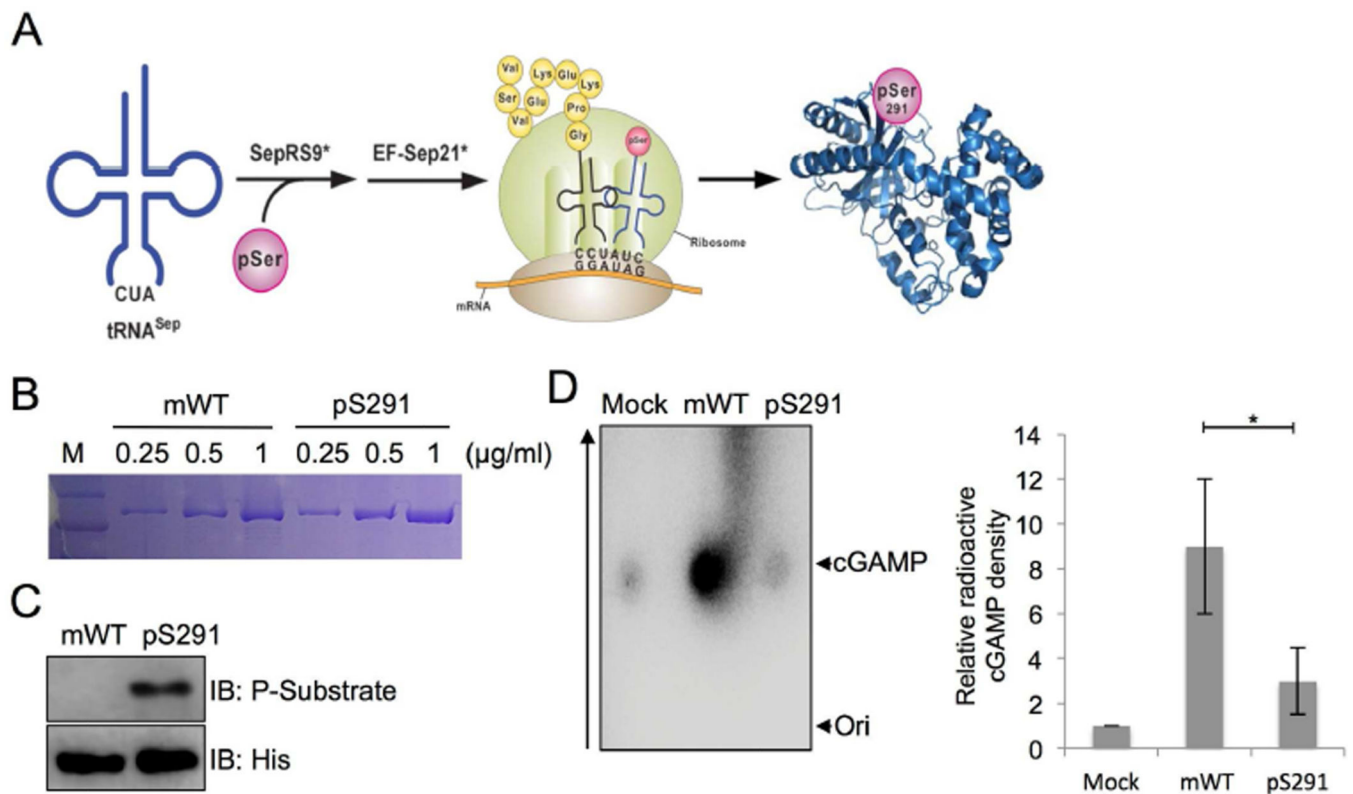 A
Val
Lys
Glu
Lys
Ser
Glu
Pro
Val
Gly
pSer
pSer
291
SepRS9*
EF-Sep21*
pSer
Ribosome
CCUAUC
GGAUAG
mRNA
CUA
tRNA^Sep
B
mWT pS291
M 0.25 0.5 1 0.25 0.5 1 (µg/ml)
C
mWT pS291
IB: P-Substrate
IB: His
D
Mock mWT pS291
cGAMP
Ori
*
Relative radioactive
cGAMP density
14
12
10
8
6
4
2
0
Mock mWT pS291